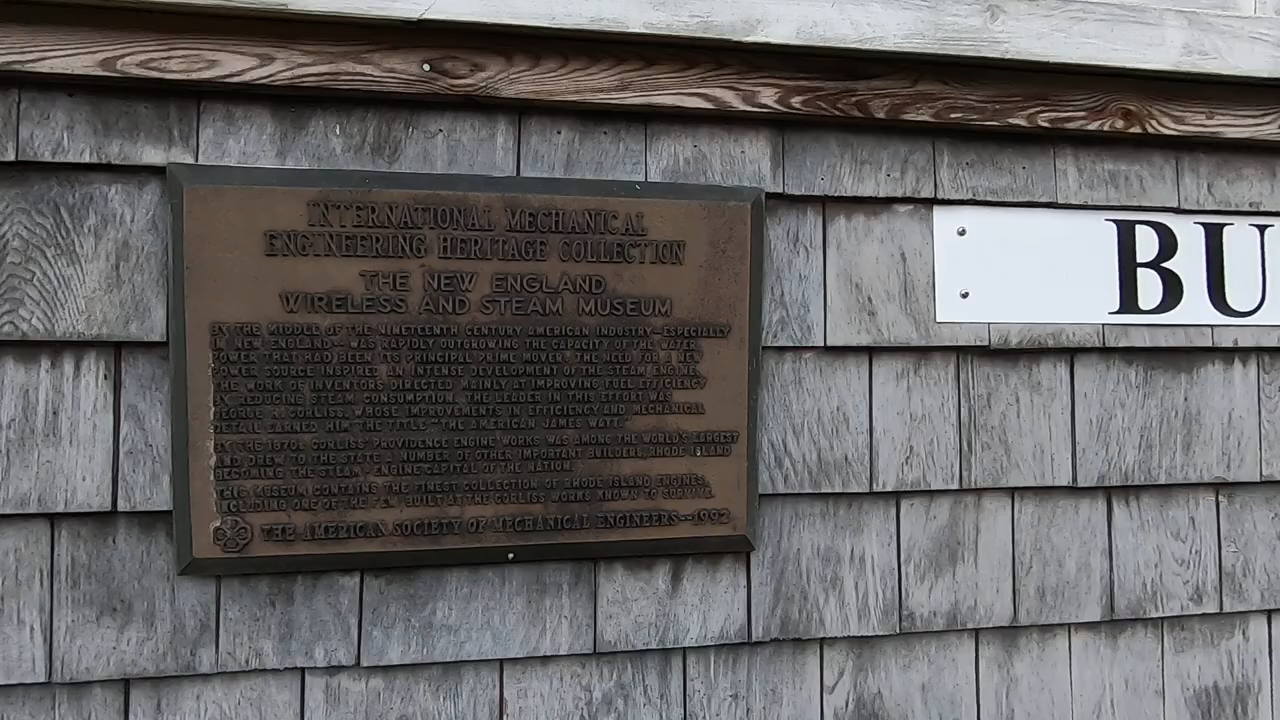 INTERNATIONAL MECHANICAL
ENGINEERING HERITAGE COLLECTION
THE NEW ENGLAND
WIRELESS AND STEAM MUSEUM
BY THE MIDDLE OF THE NINETEENTH CENTURY AMERICAN INDUSTRY—ESPECIALLY
IN NEW ENGLAND—WAS RAPIDLY OUTGROWING THE CAPACITY OF THE WATER
POWER THAT HAD BEEN ITS PRINCIPAL PRIME MOVER. THE NEED FOR A NEW
POWER SOURCE INSPIRED AN INTENSE DEVELOPMENT OF THE STEAM ENGINE,
THE WORK OF INVENTORS DIRECTED MAINLY AT IMPROVING FUEL EFFICIENCY
BY REDUCING STEAM CONSUMPTION. THE LEADER IN THIS EFFORT WAS
GEORGE H. CORLISS, WHOSE IMPROVEMENTS IN EFFICIENCY AND MECHANICAL
DETAIL EARNED HIM THE TITLE, "THE AMERICAN JAMES WATT."
BY THE 1870s, CORLISS' PROVIDENCE ENGINE WORKS WAS AMONG THE WORLD'S LARGEST
AND DREW TO THE STATE A NUMBER OF OTHER IMPORTANT BUILDERS, RHODE ISLAND
BECOMING THE STEAM-ENGINE CAPITAL OF THE NATION.
THIS MUSEUM CONTAINS THE FINEST COLLECTION OF RHODE ISLAND ENGINES,
INCLUDING ONE OF THE FEW BUILT AT THE CORLISS WORKS KNOWN TO SURVIVE.
THE AMERICAN SOCIETY OF MECHANICAL ENGINEERS—1992
BU